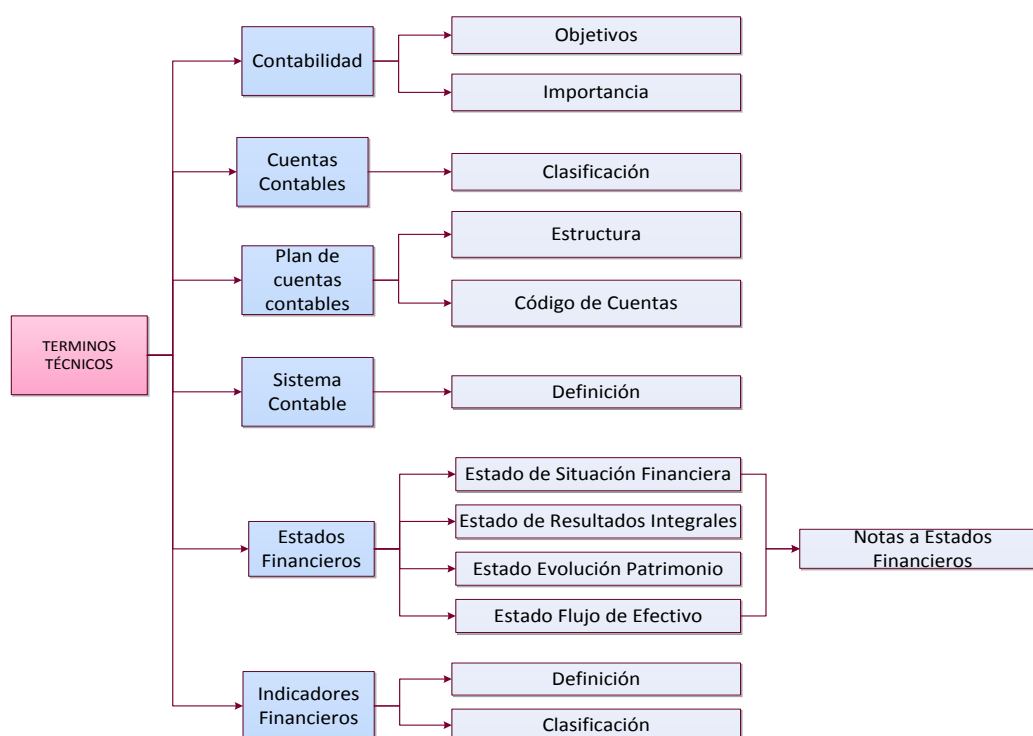 TERMINOS
TÉCNICOS
Contabilidad
Objetivos
Importancia
Cuentas
Contables
Clasificación
Plan de
cuentas
contables
Estructura
Código de Cuentas
Sistema
Contable
Definición
Estados
Financieros
Estado de Situación Financiera
Estado de Resultados Integrales
Estado Evolución Patrimonio
Estado Flujo de Efectivo
Notas a Estados
Financieros
Indicadores
Financieros
Definición
Clasificación